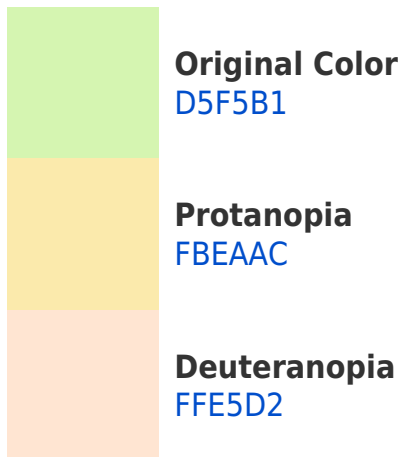 Original Color
D5F5B1
Protanopia
FBEAAC
Deuteranopia
FFE5D2